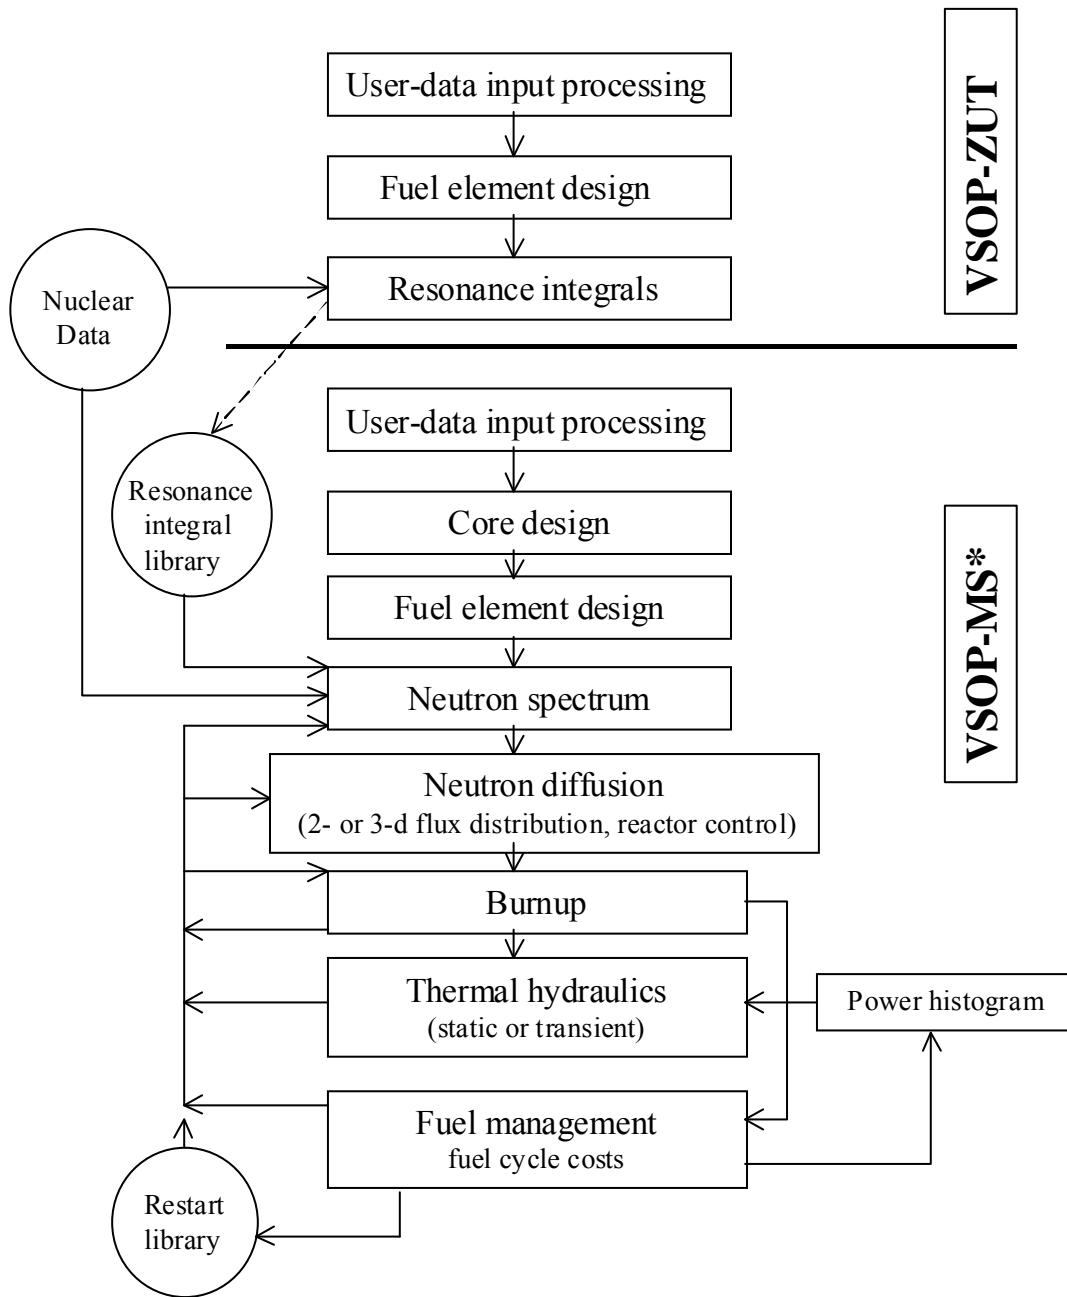 User-data input processing
VSOP-ZUT
Fuel element design
Nuclear
Data
Resonance integrals
User-data input processing
Resonance
integral
library
Core design
VSOP-MS*
Fuel element design
Neutron spectrum
Neutron diffusion
(2- or 3-d flux distribution, reactor control)
Burnup
Thermal hydraulics
(static or transient)
Power histogram
Fuel management
fuel cycle costs
Restart
library